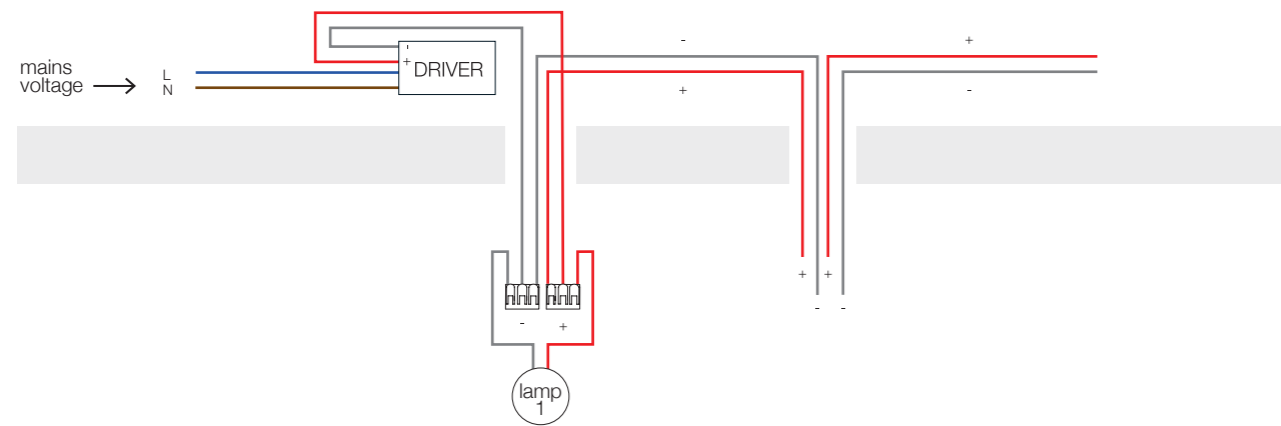 mains
voltage
L
N
-
+
DRIVER
-
+
+
-
+
+
-
-
-
+
lamp
1